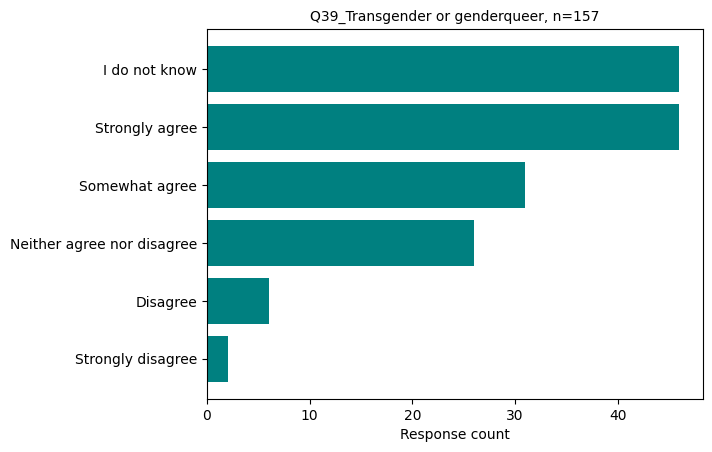 Q39_Transgender or genderqueer, n=157
I do not know
Strongly agree
Somewhat agree
Neither agree nor disagree
Disagree
Strongly disagree
0 10 20 30 40
Response count